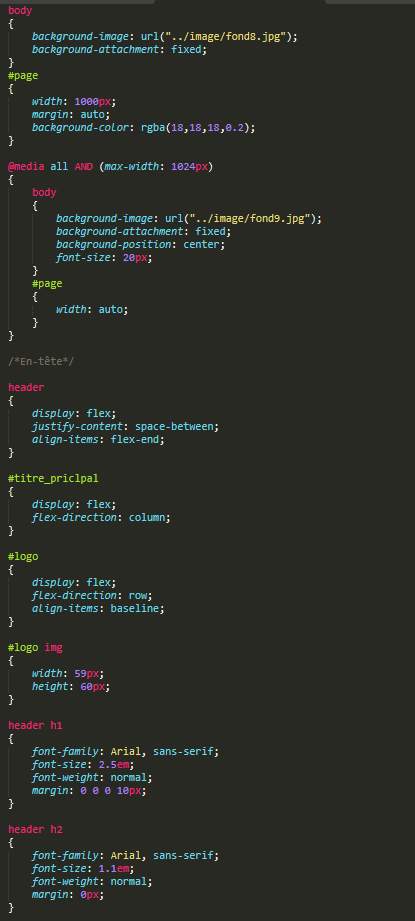 body
{
    background-image: url("../image/fond8.jpg");
    background-attachment: fixed;
}
#page
{
    width: 1000px;
    margin: auto;
    background-color: rgba(18,18,18,0.2);
}

@media all AND (max-width: 1024px)
{
    body
    {
        background-image: url("../image/fond9.jpg");
        background-attachment: fixed;
        background-position: center;
        font-size: 20px;
    }
    #page
    {
        width: auto;
    }
}

/*En-tête*/

header
{
    display: flex;
    justify-content: space-between;
    align-items: flex-end;
}

#titre_priclpal
{
    display: flex;
    flex-direction: column;
}

#logo
{
    display: flex;
    flex-direction: row;
    align-items: baseline;
}

#logo img
{
    width: 59px;
    height: 60px;
}

header h1
{
    font-family: Arial, sans-serif;
    font-size: 2.5em;
    font-weight: normal;
    margin: 0 0 0 10px;
}

header h2
{
    font-family: Arial, sans-serif;
    font-size: 1.1em;
    font-weight: normal;
    margin: 0px;
}